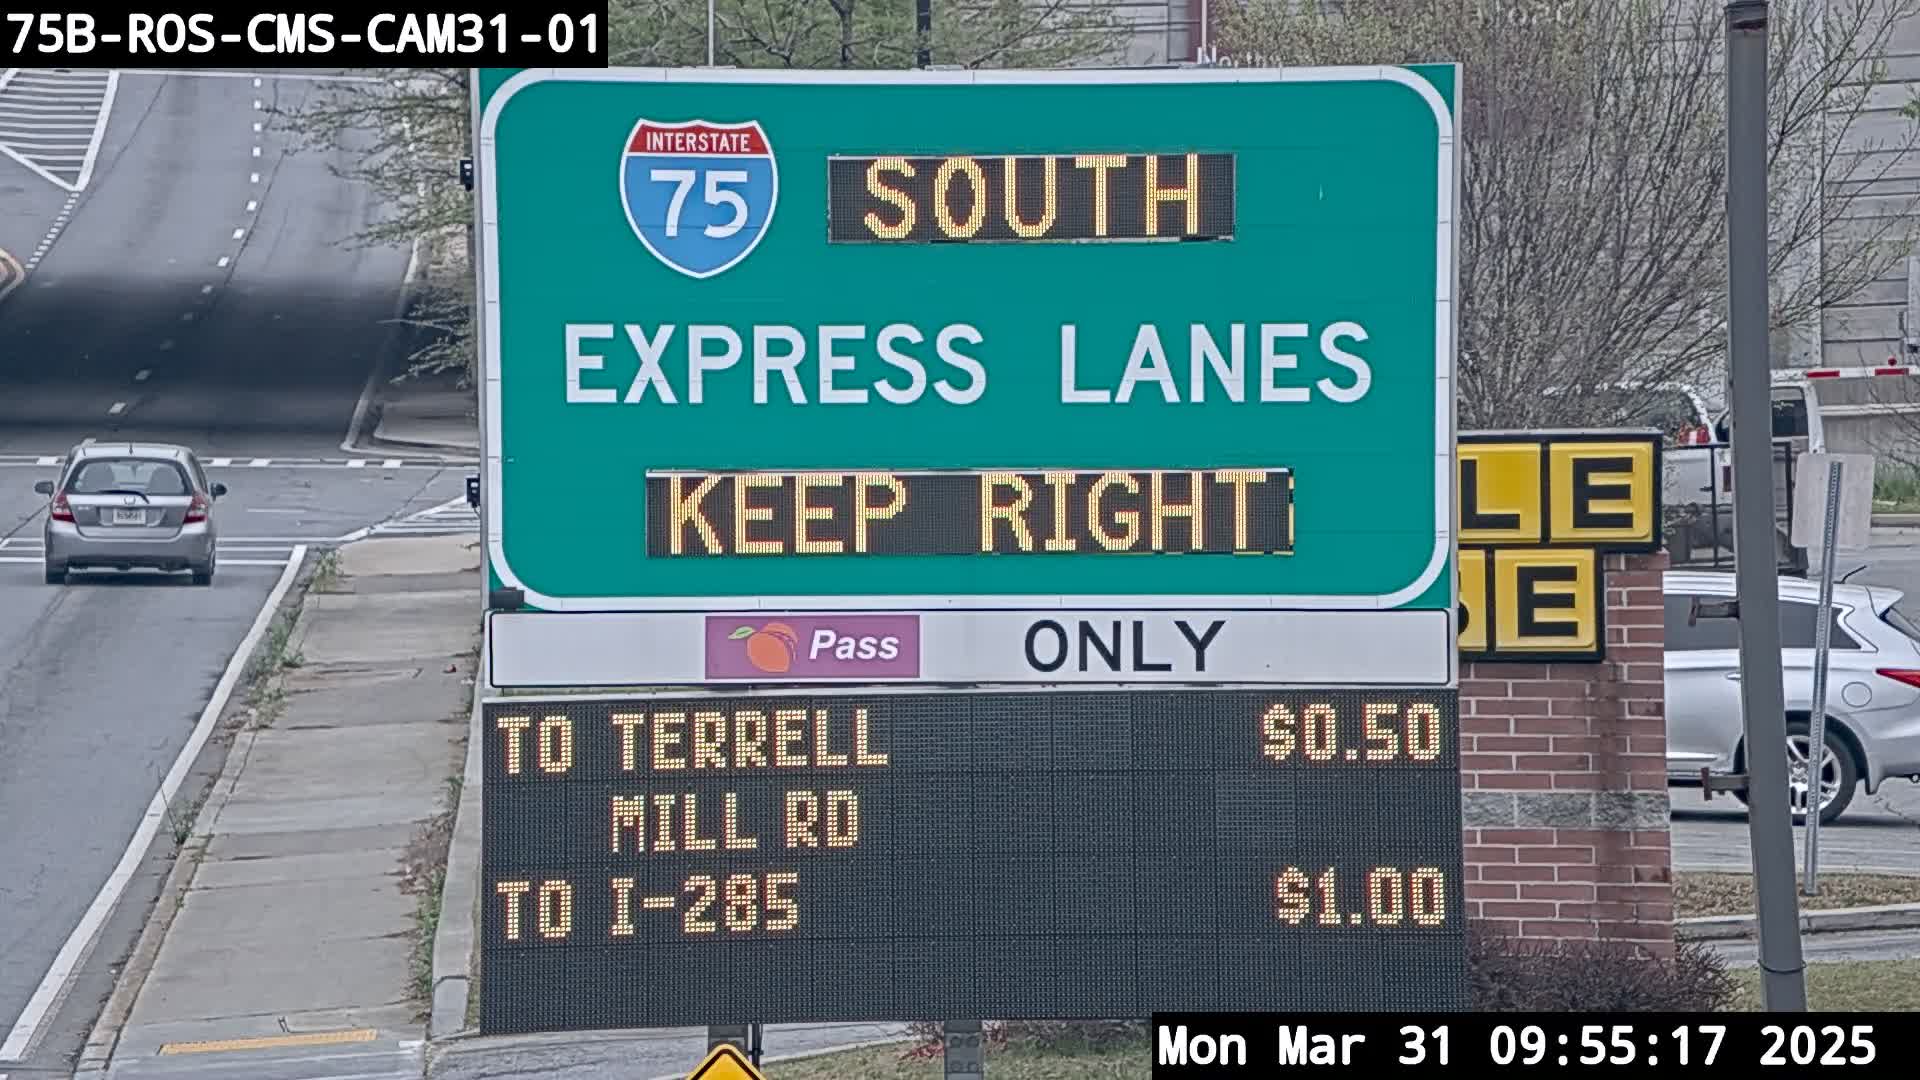 75B-ROS-CMS-CAM31-01
INTERSTATE
75
SOUTH
EXPRESS LANES
KEEP RIGHT
Pass ONLY
TO TERRELL $0.50
MILL RD
TO I-285 $1.00
LE
E
Mon Mar 31 09:55:17 2025